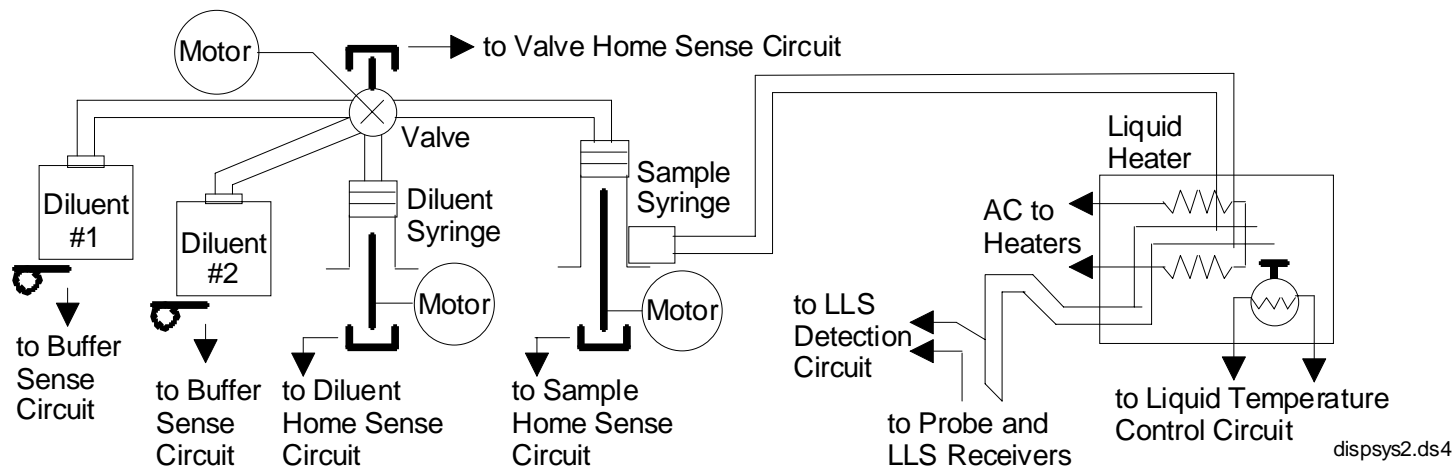 Motor
to Valve Home Sense Circuit
Valve
Diluent
#1
Diluent
#2
Diluent
Syringe
Sample
Syringe
Motor
Motor
Liquid
Heater
AC to
Heaters
to LLS
Detection
Circuit
to Buffer
Sense
Circuit
to Buffer
Sense
Circuit
to Diluent
Home Sense
Circuit
to Sample
Home Sense
Circuit
to Probe and
LLS Receivers
to Liquid Temperature
Control Circuit
dispsys2.ds4